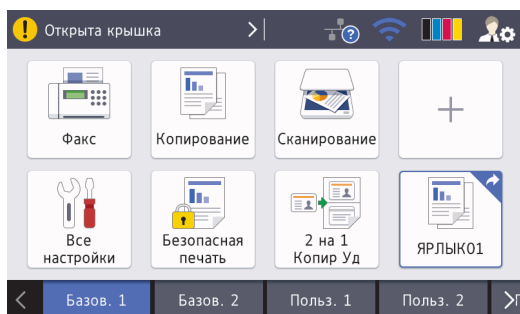 Открыта крышка
Факс
Копирование
Сканирование
Все
настройки
Безопасная
печать
2 на 1
Копир Уд
ЯРЛЫК01
Базов. 1
Базов. 2
Польз. 1
Польз. 2